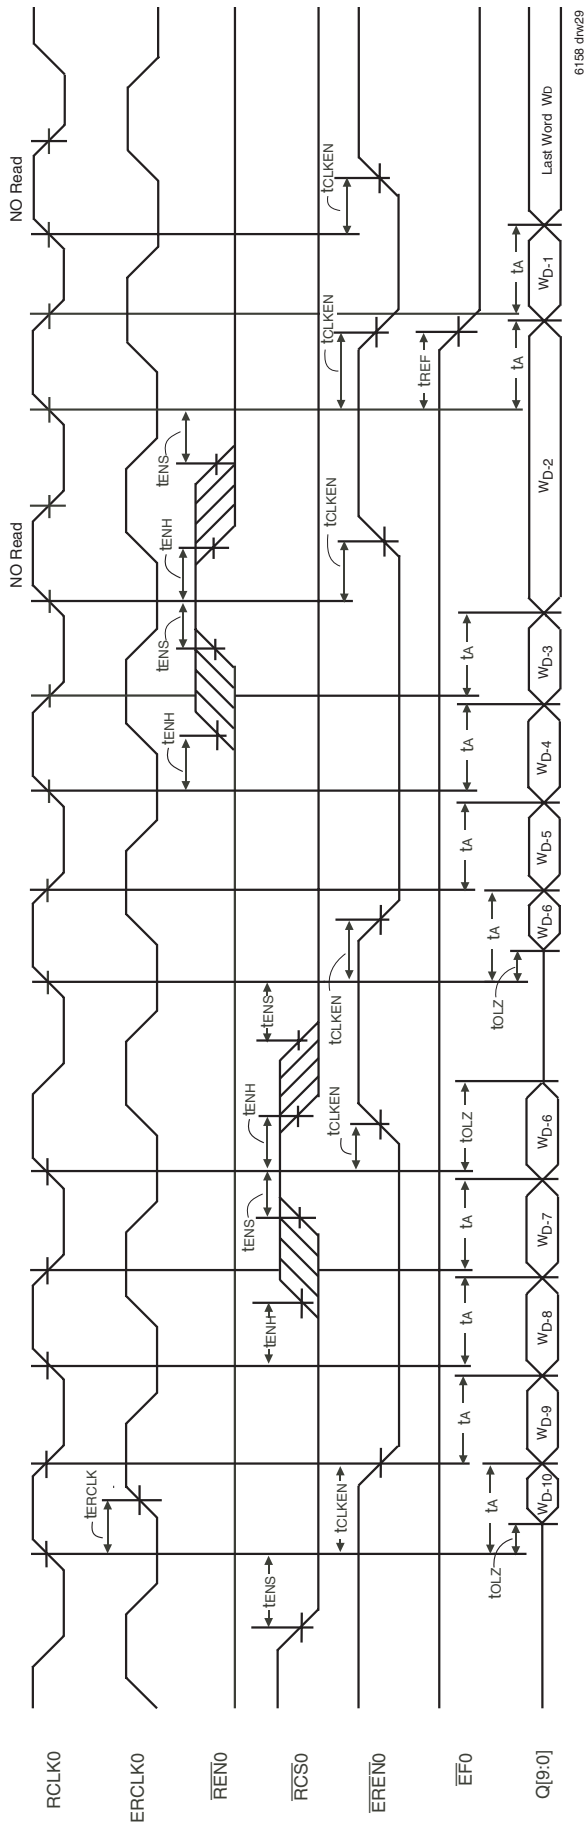 NO Read
NO Read
RCLK0
tERCLK
ERCLK0
tENH
tENS
tENH
tENS
REN0
tENS
tENH
tENS
tENH
tENS
RCS0
tCLKEN
tCLKEN
tCLKEN
tCLKEN
tCLKEN
tCLKEN
EREN0
tREF
EF0
tOLZ
tA
tA
tA
tA
tOLZ
tOLZ
tA
tA
tA
tA
tA
tA
Q[9:0]
WD-10
WD-9
WD-8
WD-7
WD-6
WD-6
WD-5
WD-4
WD-3
WD-2
WD-1
Last Word WD
6158 drw29